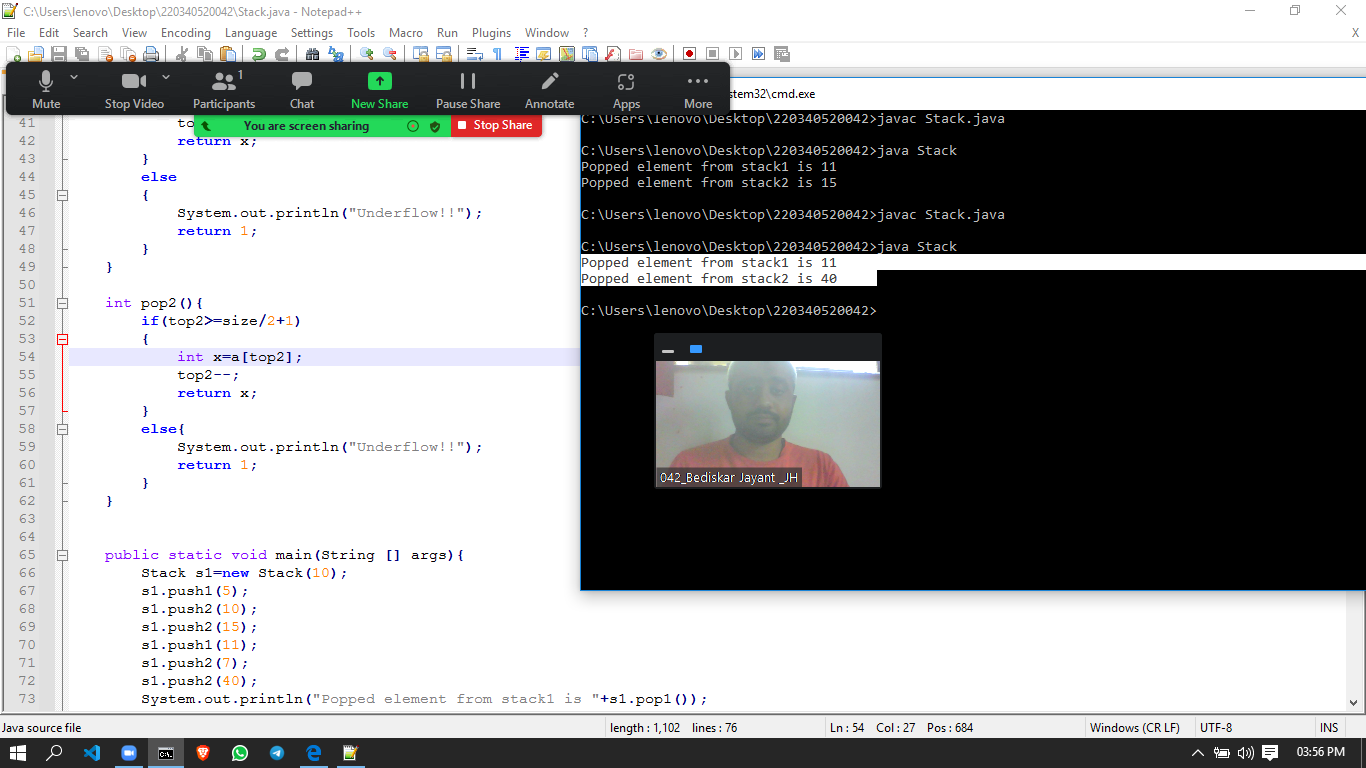 C:\Users\lenovo\Desktop\220340520042\Stack.java - Notepad++
File Edit Search View Encoding Language Settings Tools Macro Run Plugins Window ? X
1
Mute Stop Video Participants Chat New Share Pause Share Annotate Apps More
You are screen sharing Stop Share
stem32\cmd.exe
41 to
42 return x;
43 }
44 else
45 {
46 System.out.println("Underflow!!");
47 return 1;
48 }
49 }
50
51 int pop2(){
52 if(top2>=size/2+1)
53 {
54 int x=a[top2];
55 top2--;
56 return x;
57 }
58 else{
59 System.out.println("Underflow!!");
60 return 1;
61 }
62 }
63
64
65 public static void main(String [] args){
66 Stack s1=new Stack(10);
67 s1.push1(5);
68 s1.push2(10);
69 s1.push2(15);
70 s1.push1(11);
71 s1.push2(7);
72 s1.push2(40);
73 System.out.println("Popped element from stack1 is "+s1.pop1());
C:\Users\lenovo\Desktop\220340520042>javac Stack.java
C:\Users\lenovo\Desktop\220340520042>java Stack
Popped element from stack1 is 11
Popped element from stack2 is 15
C:\Users\lenovo\Desktop\220340520042>javac Stack.java
C:\Users\lenovo\Desktop\220340520042>java Stack
Popped element from stack1 is 11
Popped element from stack2 is 40
C:\Users\lenovo\Desktop\220340520042>
042_Bediskar Jayant _JH
Java source file length : 1,102 lines : 76 Ln : 54 Col : 27 Pos : 684 Windows (CR LF) UTF-8 INS
03:56 PM